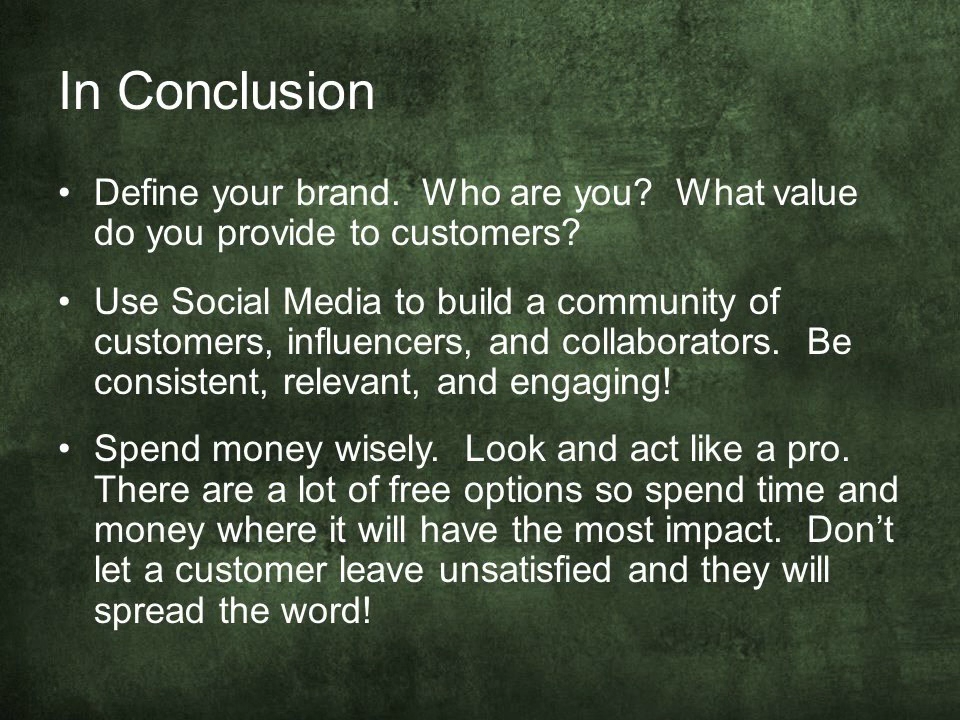 In Conclusion
• Define your brand.  Who are you?  What value
do you provide to customers?
• Use Social Media to build a community of
customers, influencers, and collaborators.  Be
consistent, relevant, and engaging!
• Spend money wisely.  Look and act like a pro.
There are a lot of free options so spend time and
money where it will have the most impact.  Don’t
let a customer leave unsatisfied and they will
spread the word!